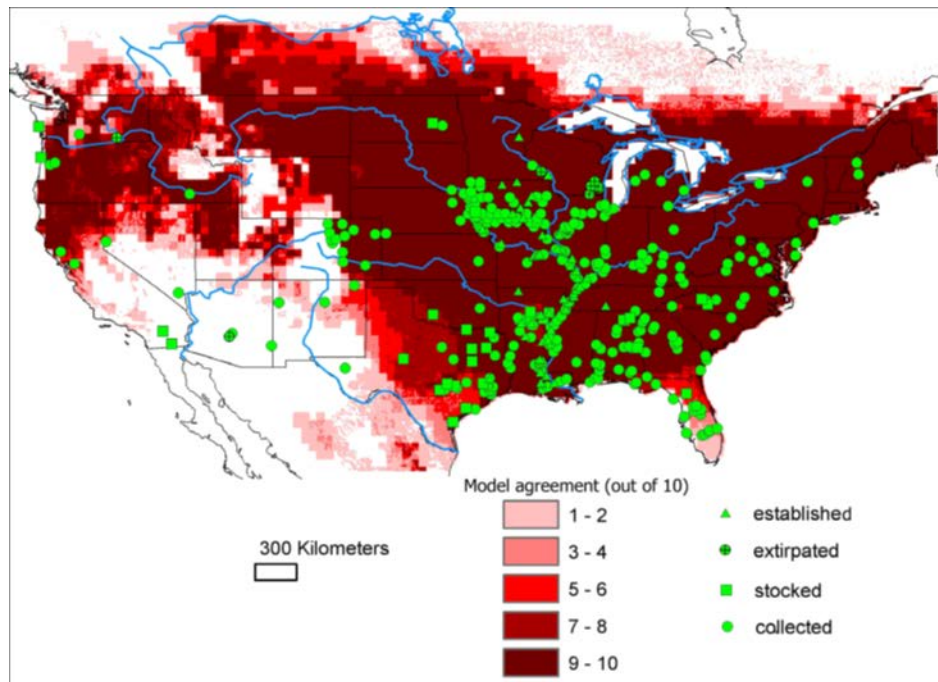 Model agreement (out of 10)
1 - 2
3 - 4
5 - 6
7 - 8
9 - 10
300 Kilometers
established
extirpated
stocked
collected